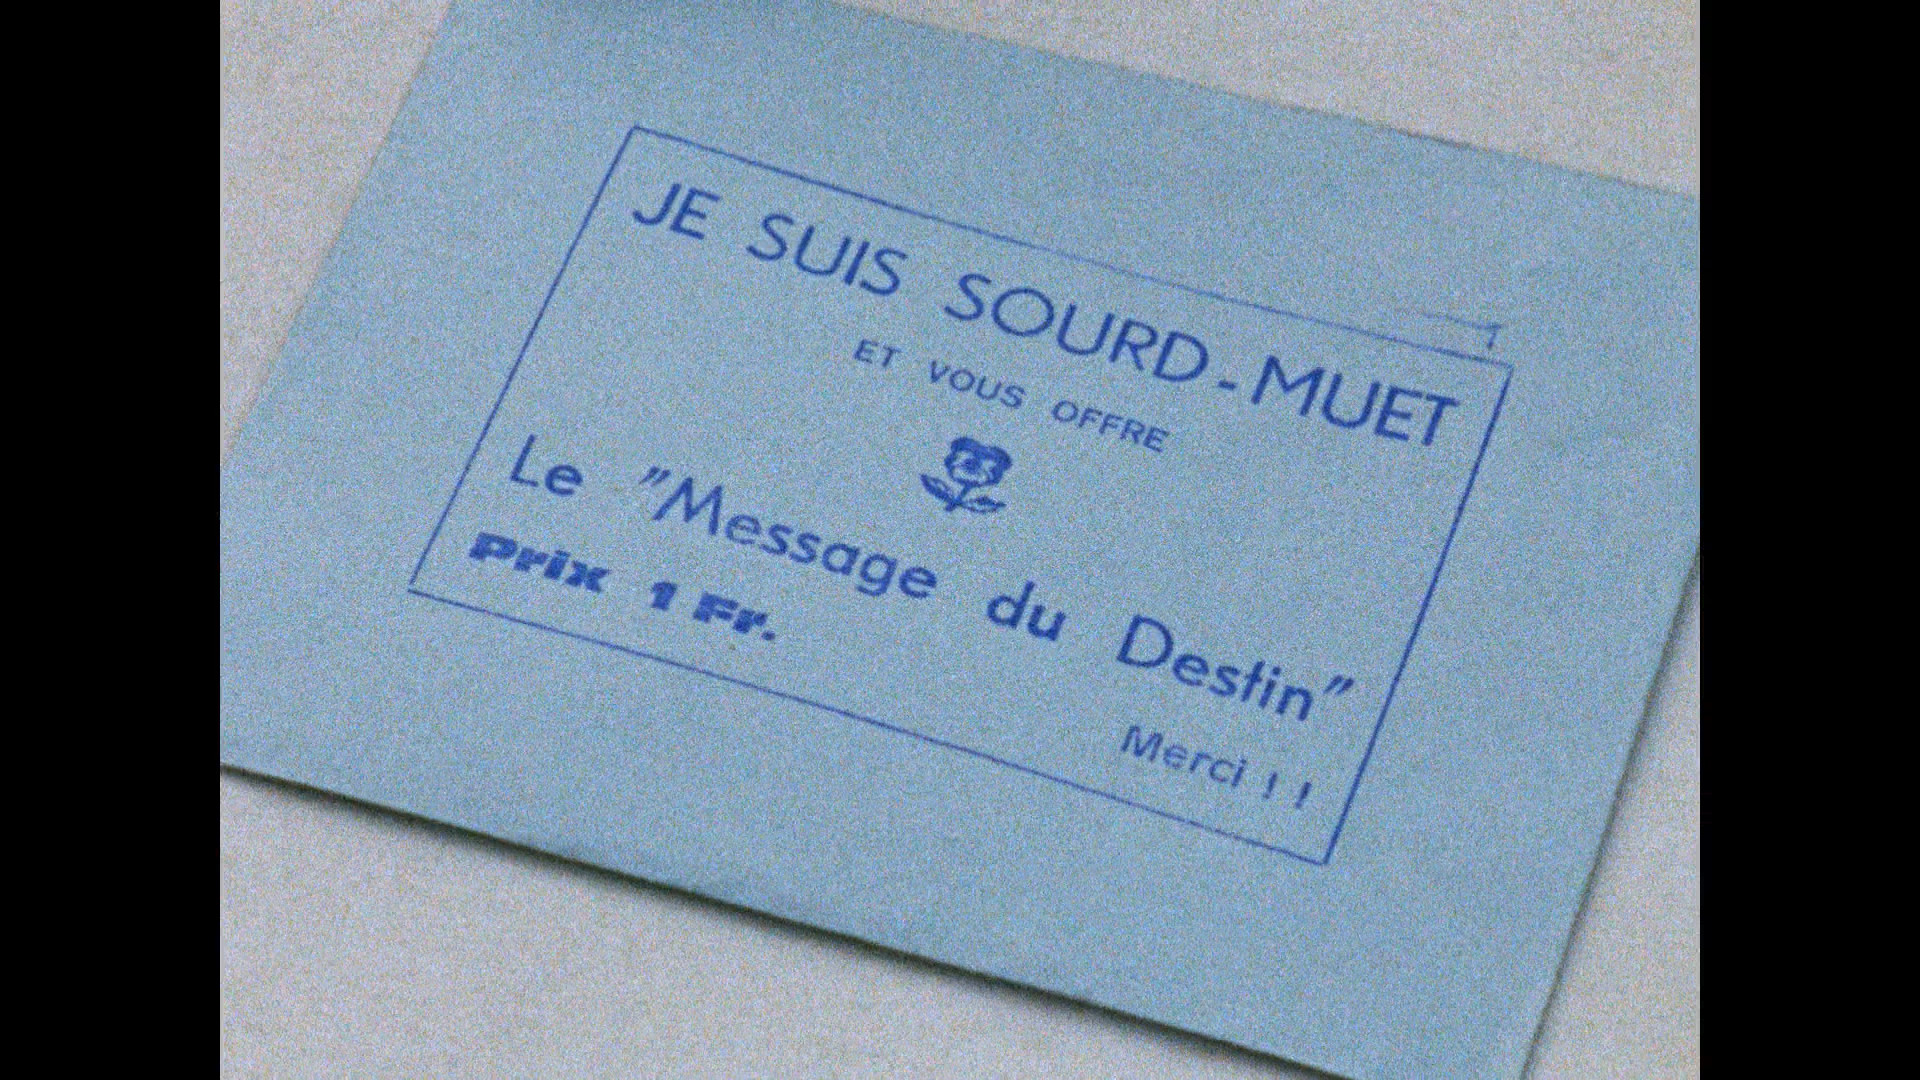 JE SUIS SOURD-MUET
ET VOUS OFFRE
Le "Message du Destin"
Prix 1 Fr.
Merci ! !